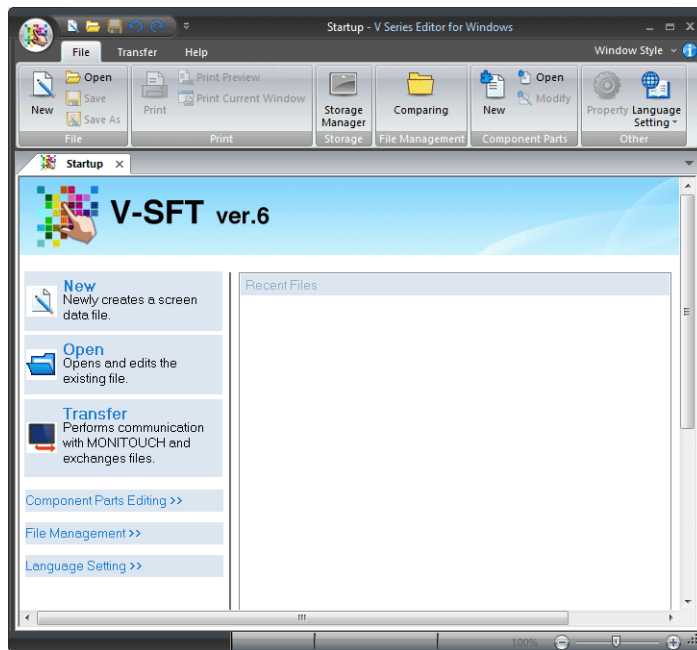 Startup - V Series Editor for Windows
File Transfer Help Window Style
New
Open
Save
Save As
Print
Print Preview
Print Current Window
Storage
Manager
Comparing
New
Open
Modify
Property
Language
Setting
File Print Storage File Management Component Parts Other
Startup
V-SFT ver.6
New
Newly creates a screen
data file.
Open
Opens and edits the
existing file.
Transfer
Performs communication
with MONITOUCH and
exchanges files.
Component Parts Editing >>
File Management >>
Language Setting >>
Recent Files
100%